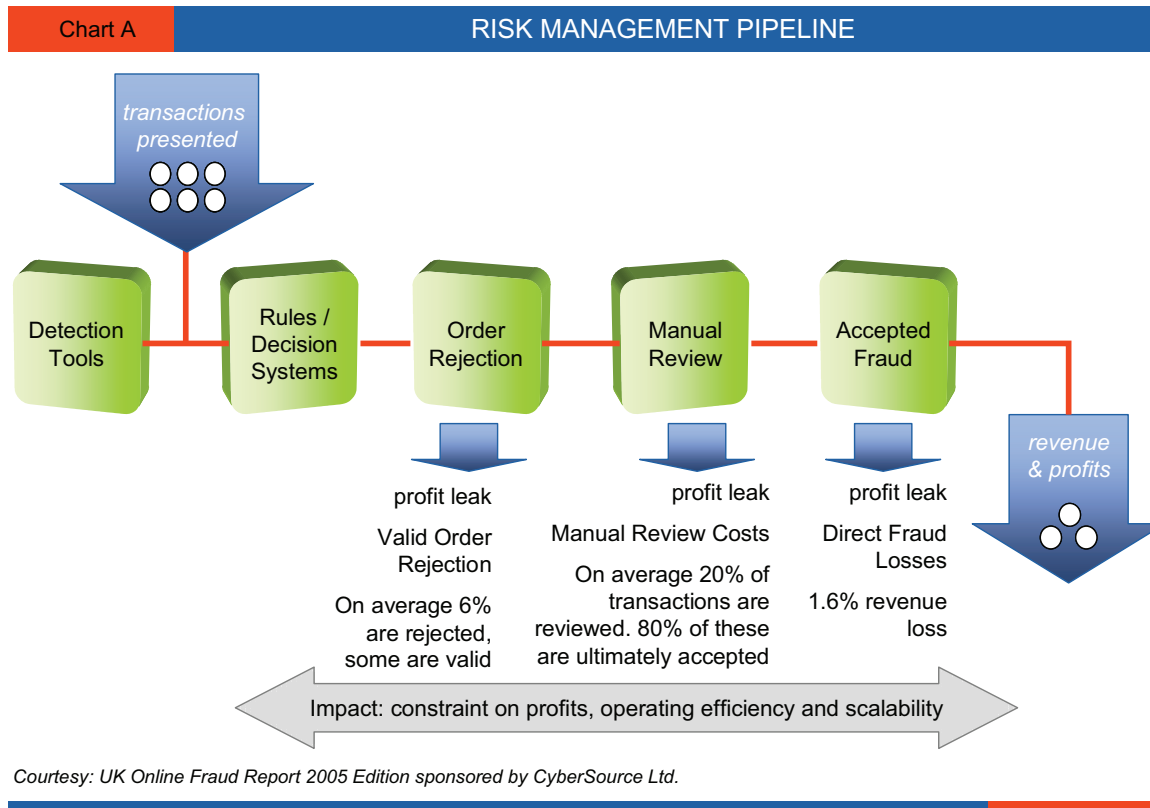 Chart A
RISK MANAGEMENT PIPELINE
transactions
presented
Detection
Tools
Rules /
Decision
Systems
Order
Rejection
Manual
Review
Accepted
Fraud
revenue
& profits
profit leak
Valid Order
Rejection
On average 6%
are rejected,
some are valid
profit leak
Manual Review Costs
On average 20% of
transactions are
reviewed. 80% of these
are ultimately accepted
profit leak
Direct Fraud
Losses
1.6% revenue
loss
Impact: constraint on profits, operating efficiency and scalability
Courtesy: UK Online Fraud Report 2005 Edition sponsored by CyberSource Ltd.